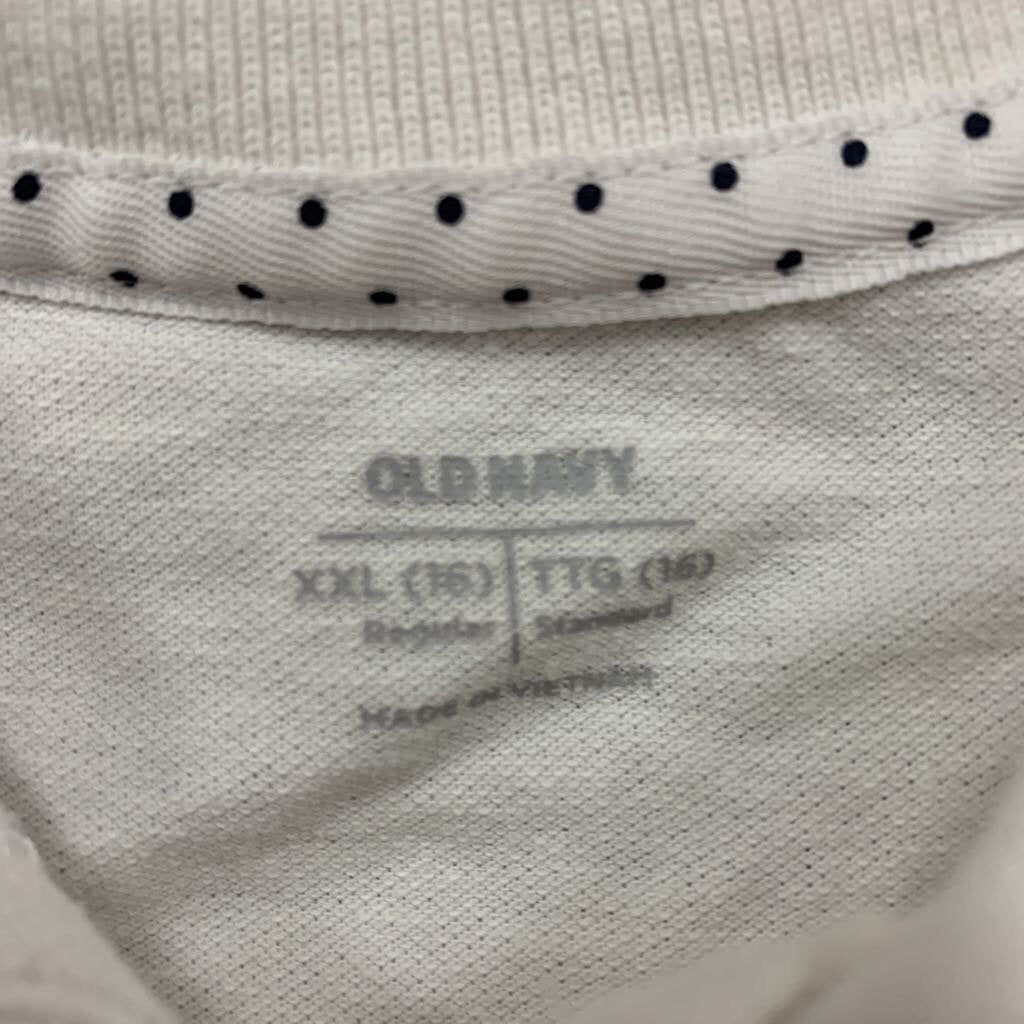 OLD NAVY
XXL (16) TTG (16)
Regular Standard
MADE IN VIETNAM